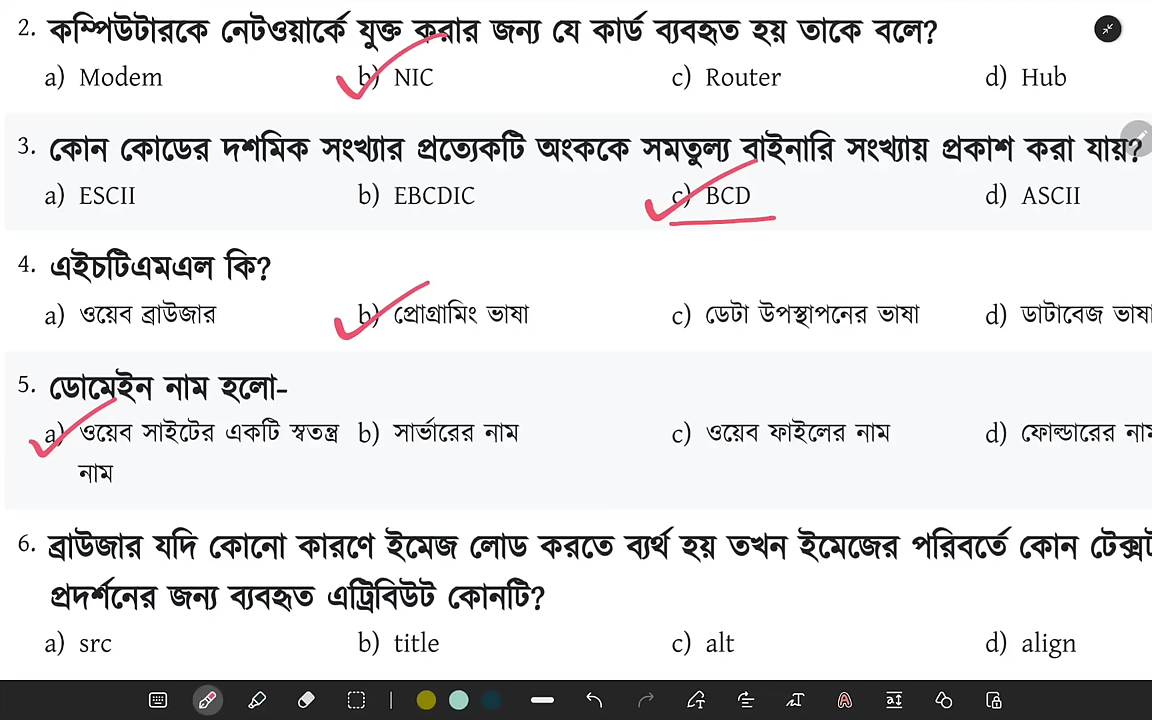 2. কম্পিউটারকে নেটওয়ার্কে যুক্ত করার জন্য যে কার্ড ব্যবহৃত হয় তাকে বলে?
a) Modem b) NIC c) Router d) Hub
3. কোন কোডের দশমিক সংখ্যার প্রত্যেকটি অংককে সমতুল্য বাইনারি সংখ্যায় প্রকাশ করা যায়?
a) ESCII b) EBCDIC c) BCD d) ASCII
4. এইচটিএমএল কি?
a) ওয়েব ব্রাউজার b) প্রোগ্রামিং ভাষা c) ডেটা উপস্থাপনের ভাষা d) ডাটাবেজ ভাষা
5. ডোমেইন নাম হলো-
a) ওয়েব সাইটের একটি স্বতন্ত্র b) সার্ভারের নাম c) ওয়েব ফাইলের নাম d) ফোল্ডারের নাম
নাম
6. ব্রাউজার যদি কোনো কারণে ইমেজ লোড করতে ব্যর্থ হয় তখন ইমেজের পরিবর্তে কোন টেক্সট
প্রদর্শনের জন্য ব্যবহৃত এট্রিবিউট কোনটি?
a) src b) title c) alt d) align